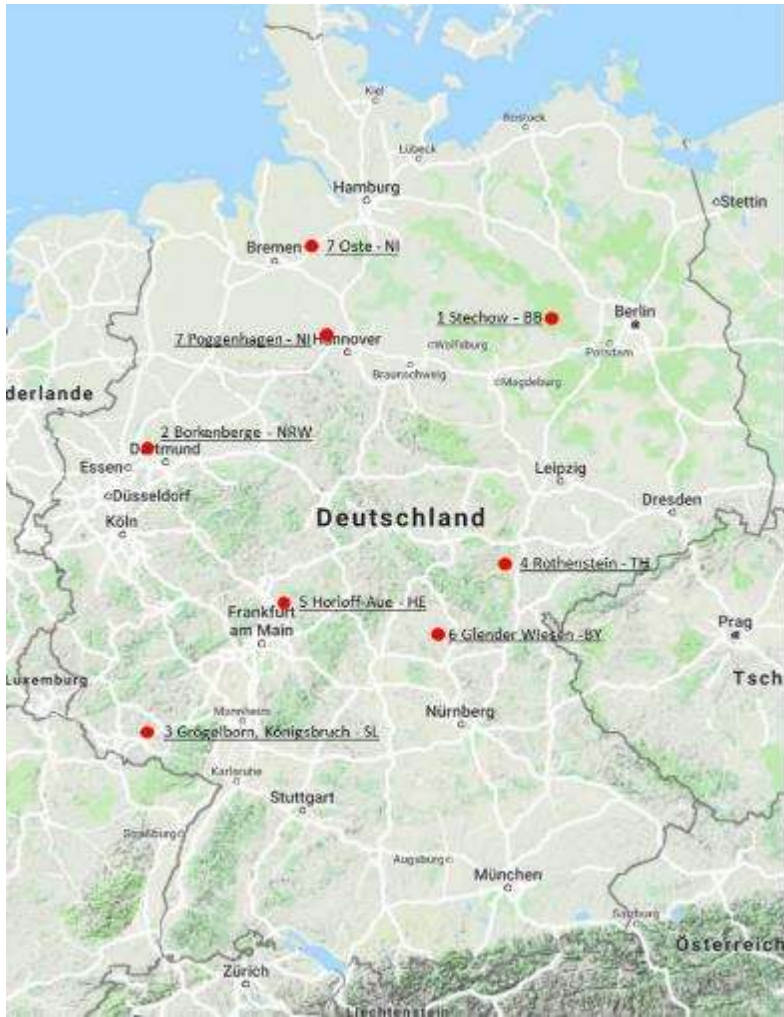 Kiel
Rostock
Lübeck
Hamburg
Stettin
Bremen
7 Oste - NI
1 Stechow - BB
Berlin
7 Poggenhagen - NI
Hannover
Wolfsburg
Potsdam
Braunschweig
Magdeburg
derlande
2 Borkenberge - NRW
Dortmund
Essen
Leipzig
Düsseldorf
Dresden
Deutschland
Köln
4 Rothenstein - TH
5 Horloff-Aue - HE
Frankfurt
am Main
6 Glender Wiesen -BY
Prag
Luxemburg
Tsch
Mannheim
Nürnberg
3 Grögelborn, Königsbruch - SL
Karlsruhe
Stuttgart
Straßburg
Augsburg
München
Salzburg
Österreich
Zürich
Liechtenstein